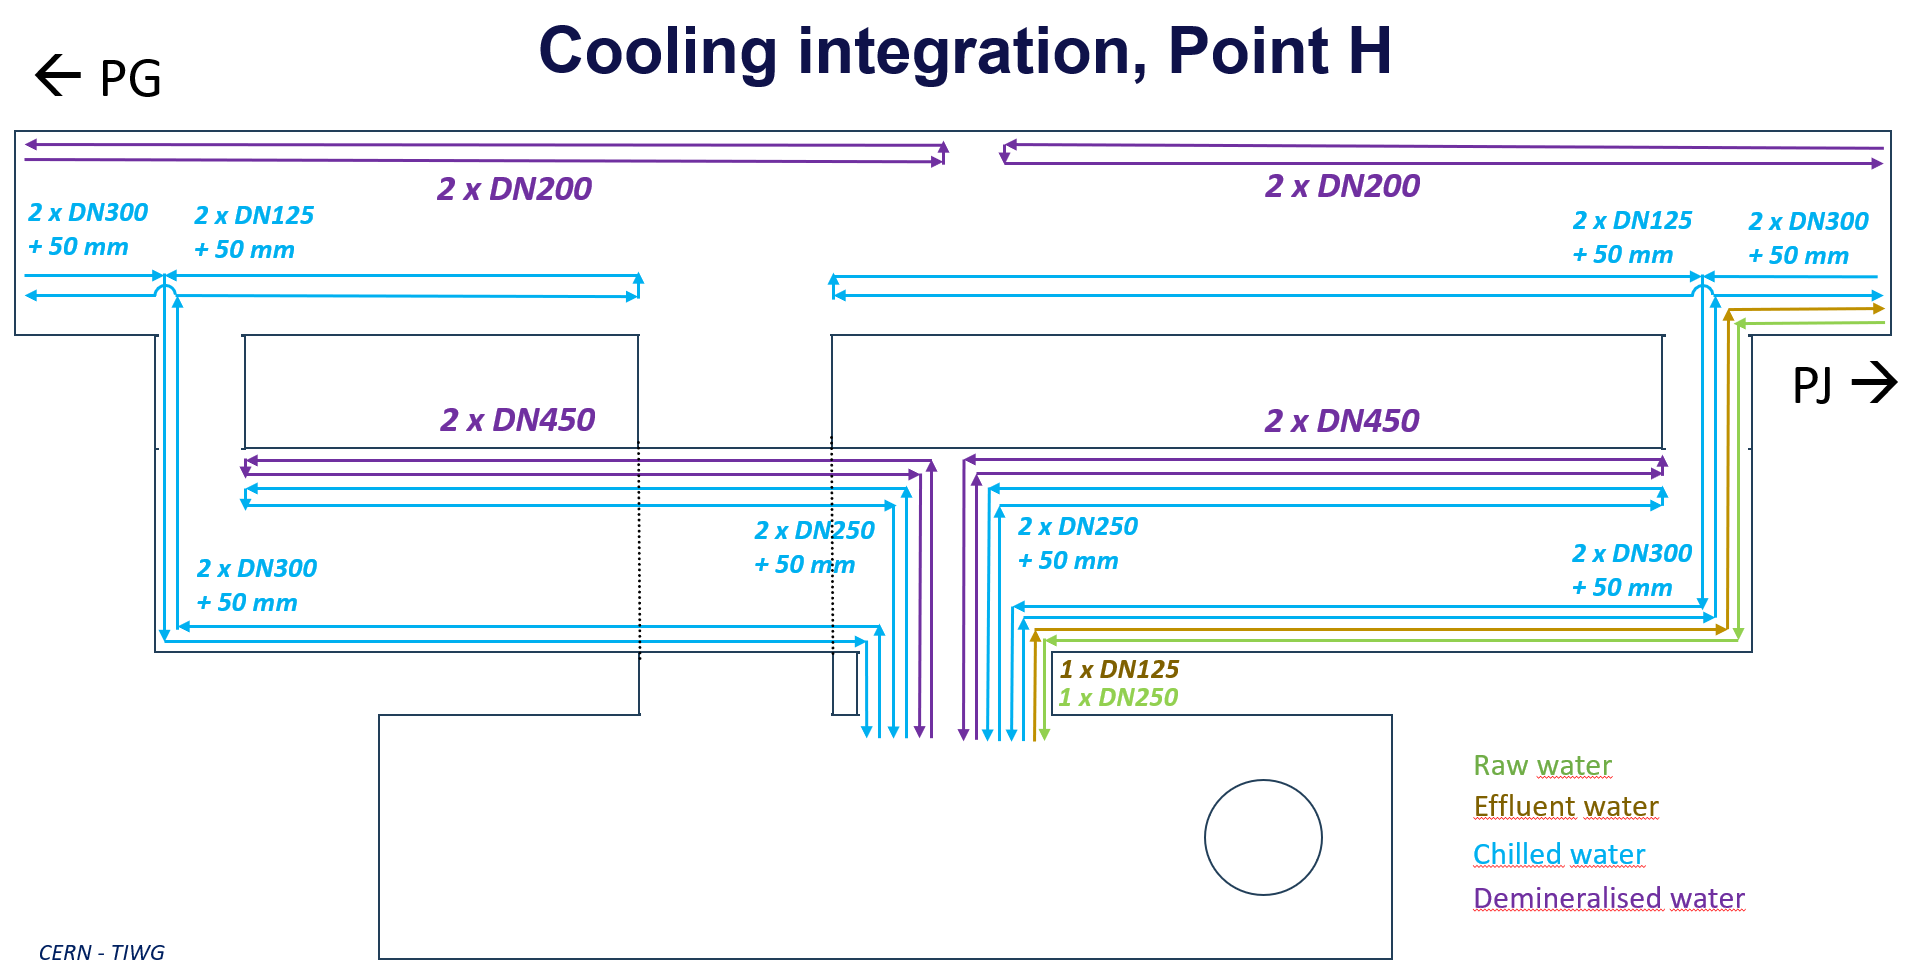 Cooling integration, Point H
← PG
2 x DN200
2 x DN200
2 x DN300
+ 50 mm
2 x DN125
+ 50 mm
2 x DN125
+ 50 mm
2 x DN300
+ 50 mm
PJ →
2 x DN450
2 x DN450
2 x DN250
+ 50 mm
2 x DN250
+ 50 mm
2 x DN300
+ 50 mm
2 x DN300
+ 50 mm
1 x DN125
1 x DN250
Raw water
Effluent water
Chilled water
Demineralised water
CERN - TIWG